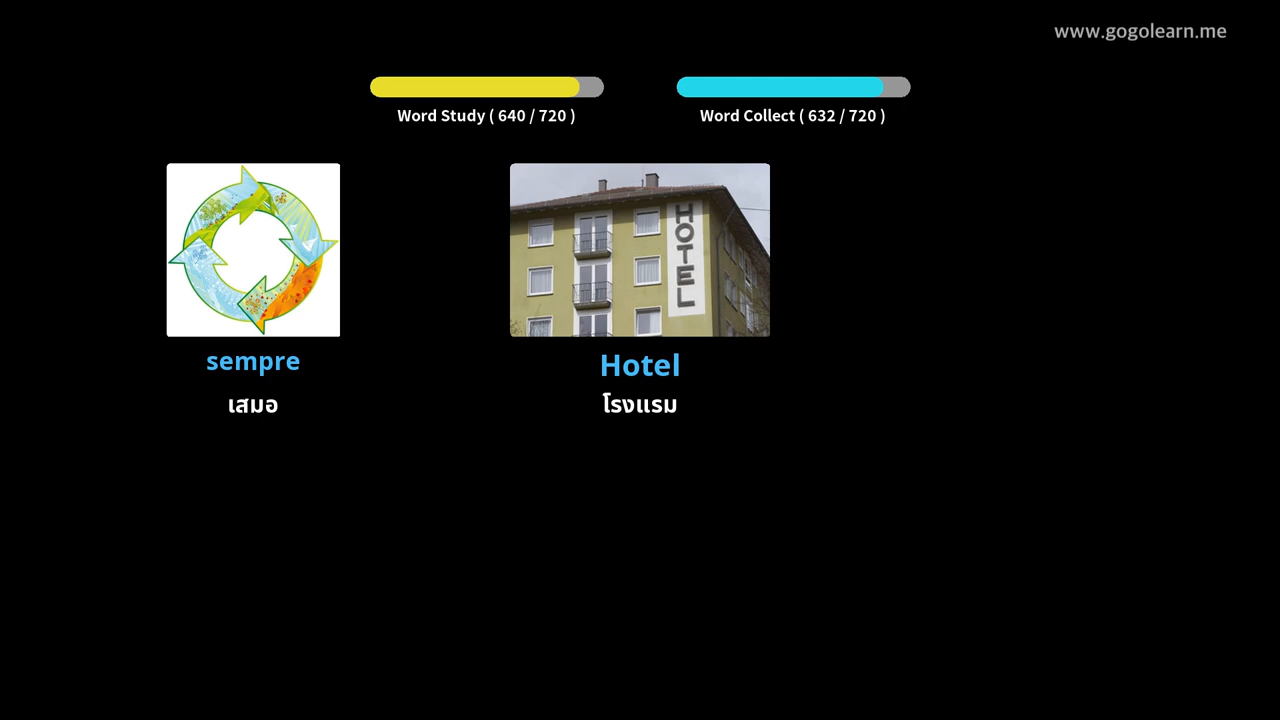 www.gogolearn.me
Word Study ( 640 / 720 )
Word Collect ( 632 / 720 )
HOTEL
sempre
Hotel
เสมอ
โรงแรม